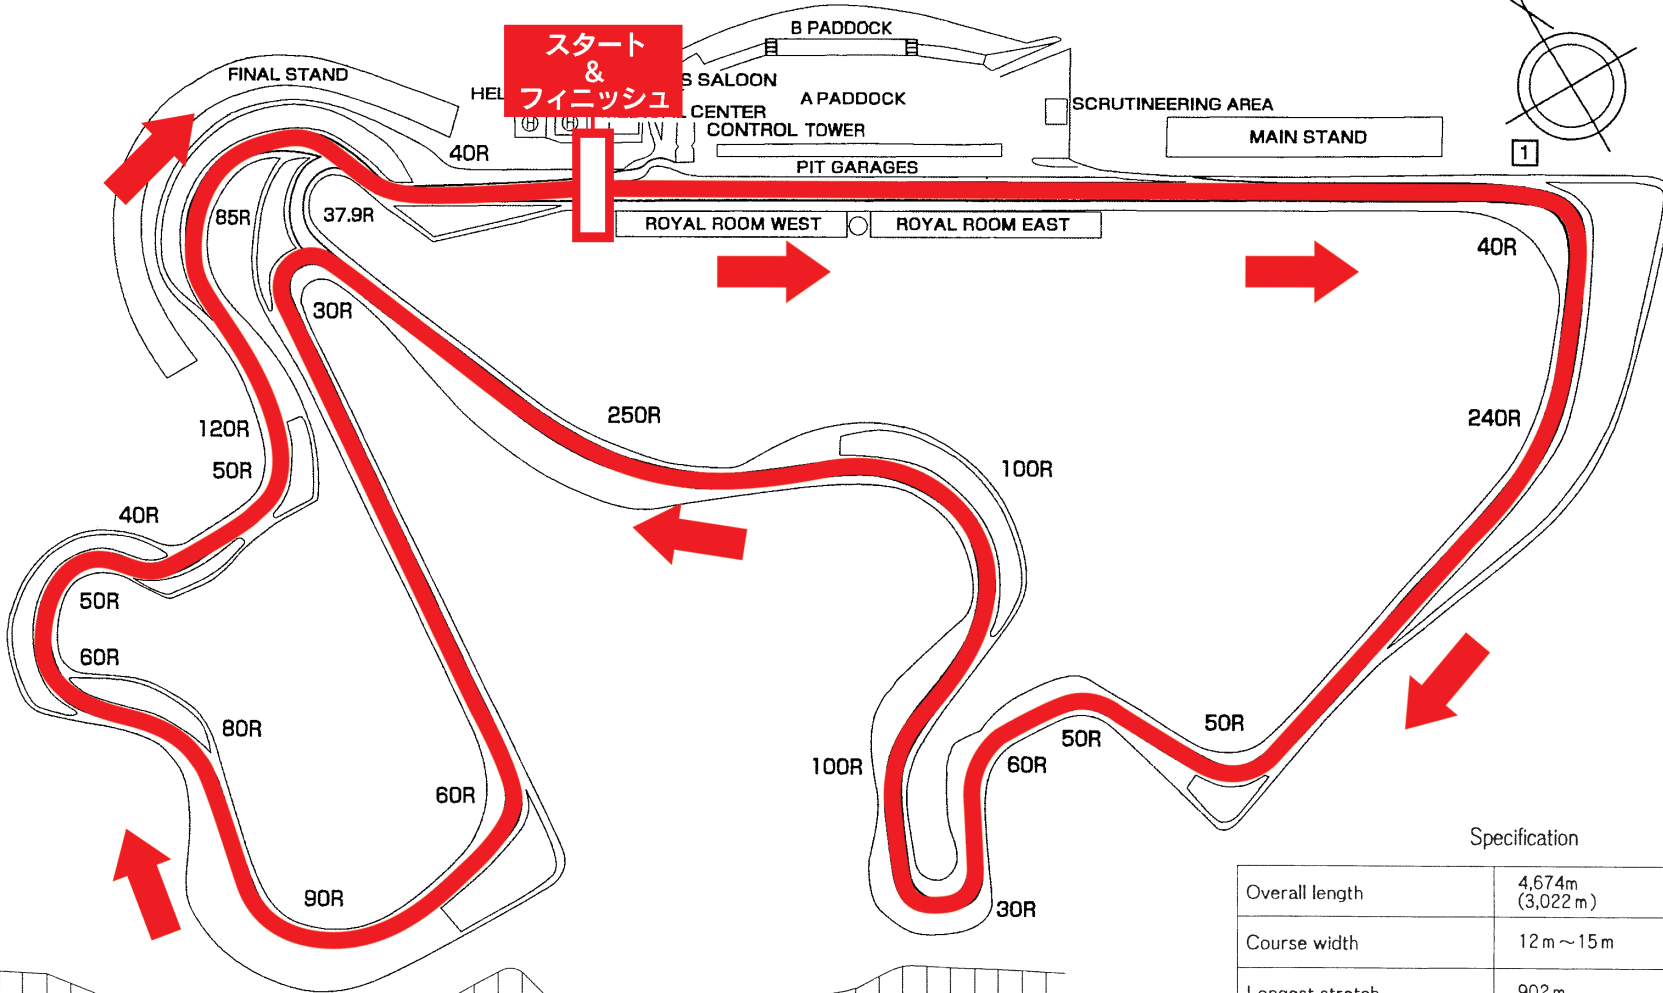 B PADDOCK
スタート
&
フィニッシュ
FINAL STAND
S SALOON
A PADDOCK
CENTER
SCRUTINEERING AREA
CONTROL TOWER
MAIN STAND
H
H
40R
1
PIT GARAGES
85R
37.9R
ROYAL ROOM WEST
ROYAL ROOM EAST
40R
30R
250R
240R
120R
50R
100R
40R
50R
60R
80R
50R
50R
100R
60R
60R
90R
30R
Specification
Overall length
4,674m
(3,022m)
Course width
12m～15m
Longest stretch
902m